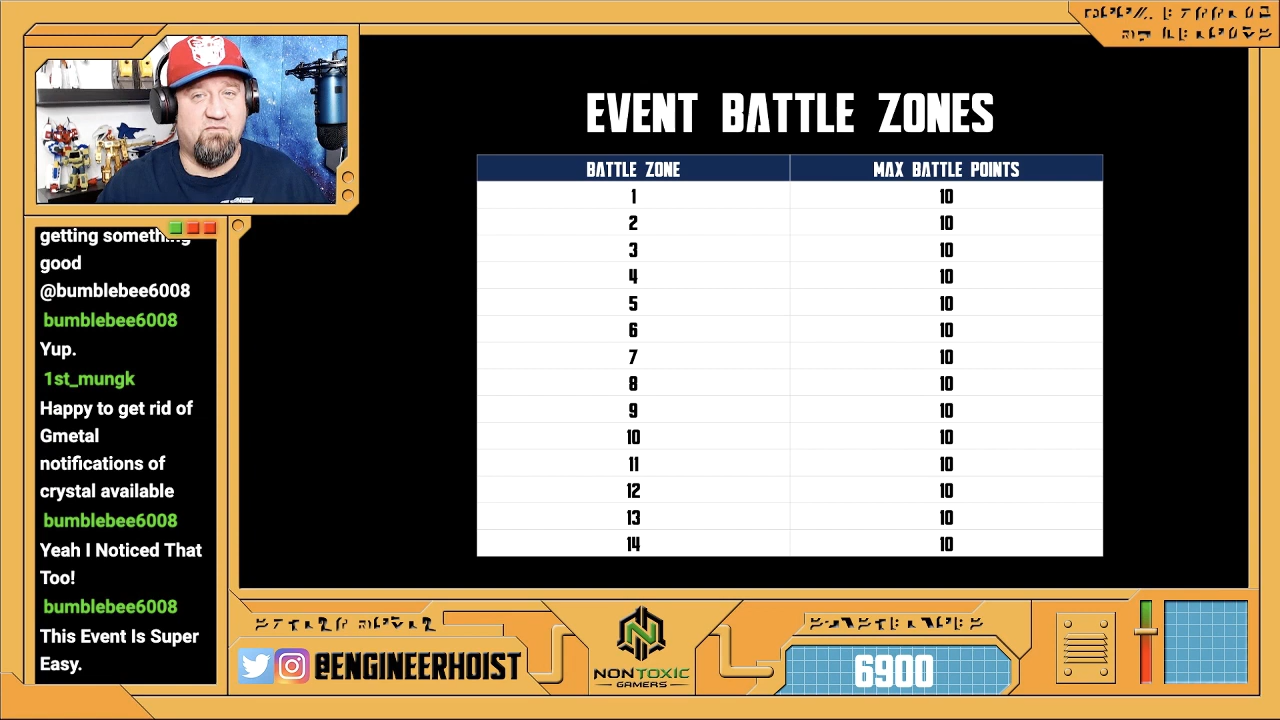 EVENT BATTLE ZONES
BATTLE ZONE MAX BATTLE POINTS
1 10
2 10
3 10
4 10
5 10
6 10
7 10
8 10
9 10
10 10
11 10
12 10
13 10
14 10
getting something
good
@bumblebee6008
bumblebee6008
Yup.
1st_mungk
Happy to get rid of
Gmetal
notifications of
crystal available
bumblebee6008
Yeah I Noticed That
Too!
bumblebee6008
This Event Is Super
Easy.
@ENGINEERHOIST
N
NONTOXIC
GAMERS
6900